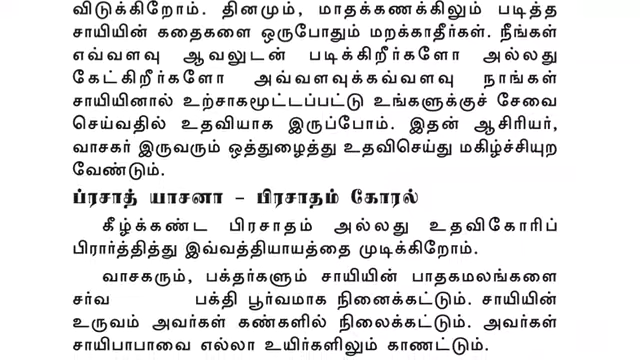 விடுக்கிறோம். தினமும், மாதக்கணக்கிலும் படித்த
சாயியின் கதைகளை ஒருபோதும் மறக்காதீர்கள். நீங்கள்
எவ்வளவு ஆவலுடன் படிக்கிறீர்களோ அல்லது
கேட்கிறீர்களோ அவ்வளவுக்கவ்வளவு நாங்கள்
சாயியினால் உற்சாகமூட்டப்பட்டு உங்களுக்குச் சேவை
செய்வதில் உதவியாக இருப்போம். இதன் ஆசிரியர்,
வாசகர் இருவரும் ஒத்துழைத்து உதவிசெய்து மகிழ்ச்சியுற
வேண்டும்.
ப்ரசாத் யாசனா – பிரசாதம் கோரல்
கீழ்க்கண்ட பிரசாதம் அல்லது உதவிகோரிப்
பிரார்த்தித்து இவ்வத்தியாயத்தை முடிக்கிறோம்.
வாசகரும், பக்தர்களும் சாயியின் பாதகமலங்களை
சர்வ பக்தி பூர்வமாக நினைக்கட்டும். சாயியின்
உருவம் அவர்கள் கண்களில் நிலைக்கட்டும். அவர்கள்
சாயிபாபாவை எல்லா உயிர்களிலும் காணட்டும்.